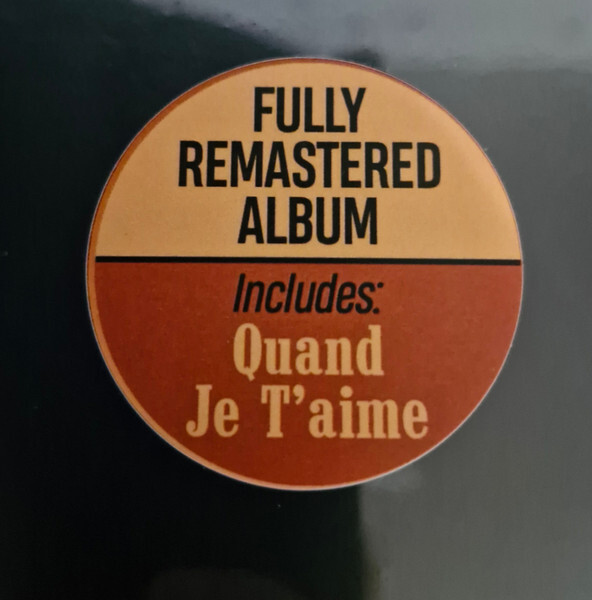 FULLY
REMASTERED
ALBUM
Includes:
Quand
Je T'aime